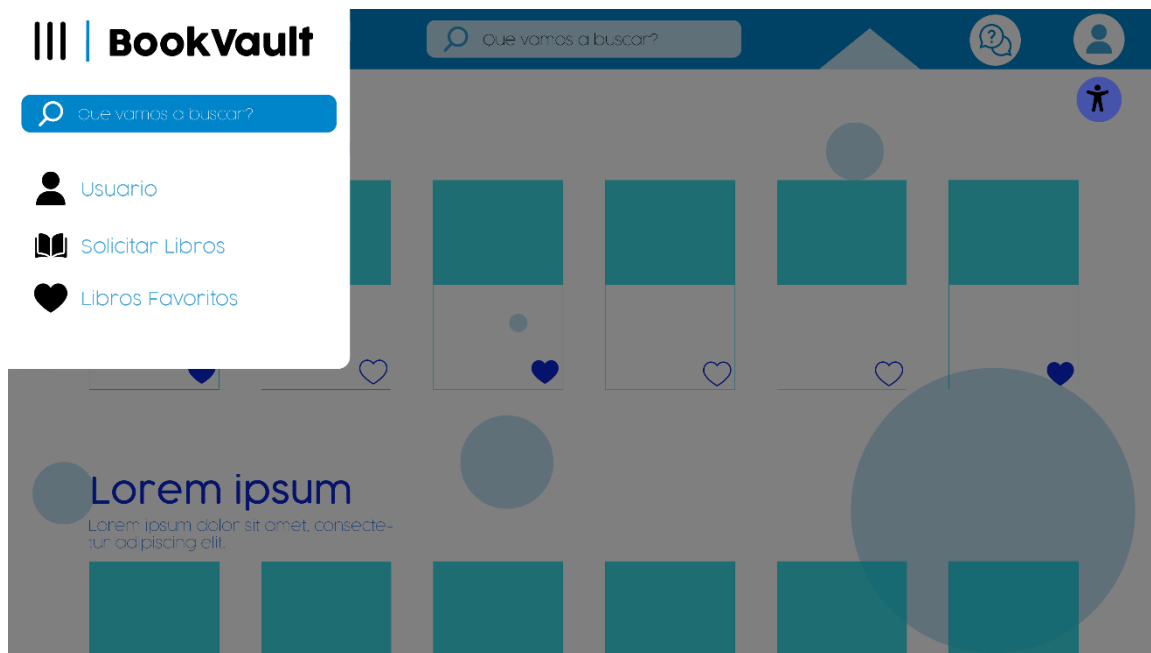 BookVault
Que vamos a buscar?
Que vamos a buscar?
Usuario
Solicitar Libros
Libros Favoritos
Lorem ipsum
Lorem ipsum dolor sit amet, consecte-
tur adipiscing elit.